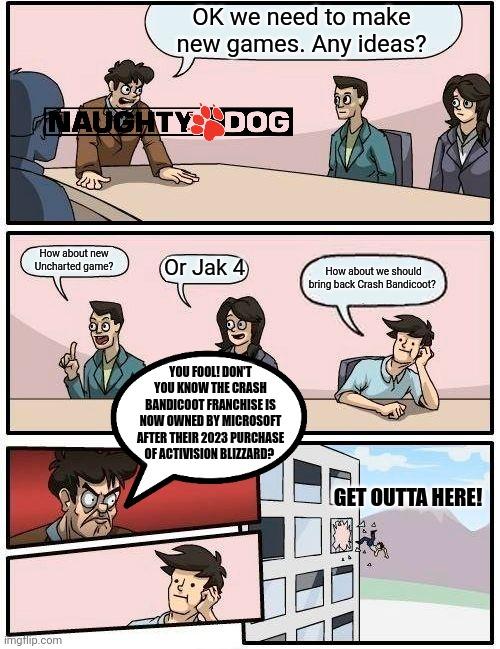 OK we need to make
new games. Any ideas?
NAUGHTY DOG
How about new
Uncharted game?
Or Jak 4
How about we should
bring back Crash Bandicoot?
YOU FOOL! DON'T
YOU KNOW THE CRASH
BANDICOOT FRANCHISE IS
NOW OWNED BY MICROSOFT
AFTER THEIR 2023 PURCHASE
OF ACTIVISION BLIZZARD?
GET OUTTA HERE!
imgflip.com